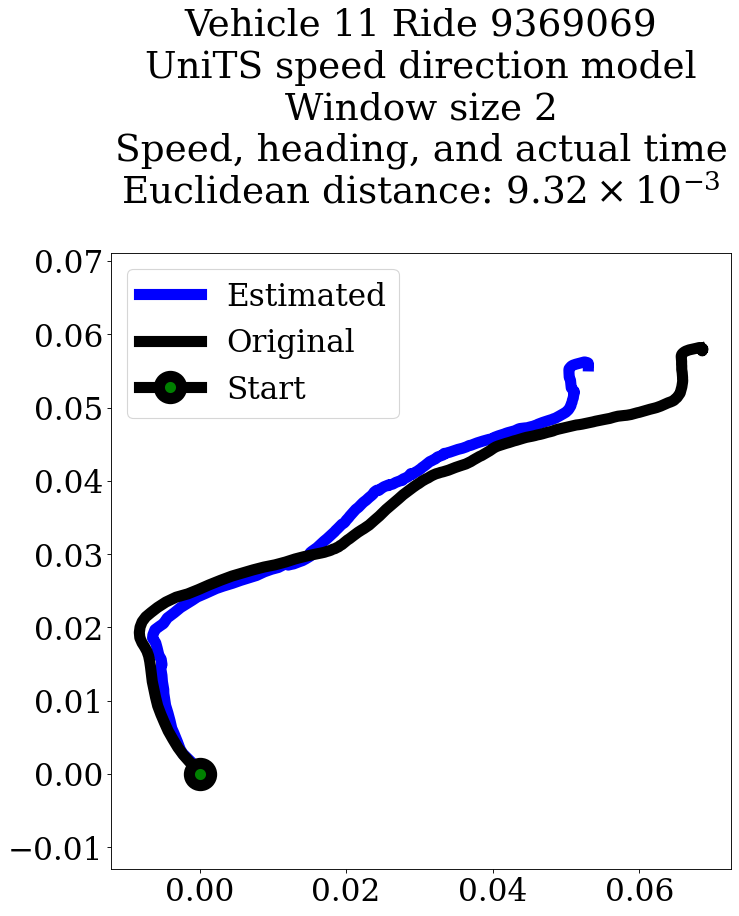 Vehicle 11 Ride 9369069
UniTS speed direction model
Window size 2
Speed, heading, and actual time
Euclidean distance: 9.32 × 10⁻³
0.07
0.06
0.05
0.04
0.03
0.02
0.01
0.00
−0.01
Estimated
Original
Start
0.00 0.02 0.04 0.06